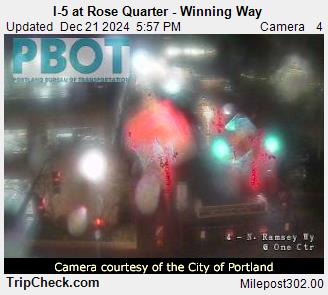 I-5 at Rose Quarter - Winning Way
Updated Dec 21 2024 5:57 PM Camera 4
PBOT
PORTLAND BUREAU OF TRANSPORTATION
4 - N. Ramsey Wy
@ One Ctr
Camera courtesy of the City of Portland
TripCheck.com Milepost302.00